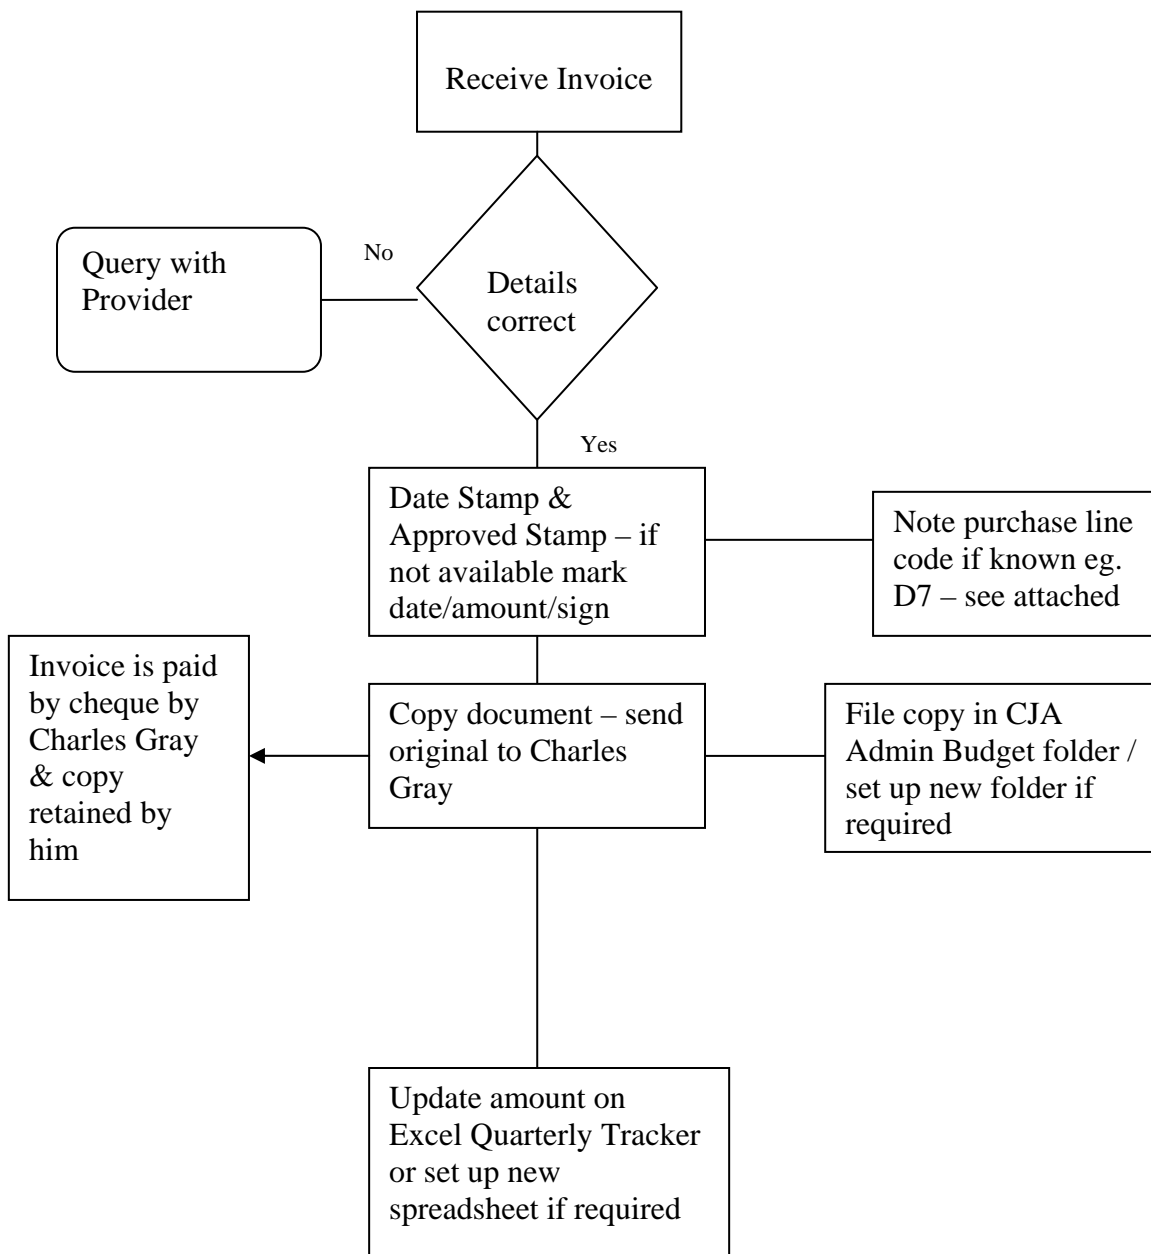 Receive Invoice
No
Query with
Provider
Details
correct
Yes
Date Stamp &
Approved Stamp – if
not available mark
date/amount/sign
Note purchase line
code if known eg.
D7 – see attached
Invoice is paid
by cheque by
Charles Gray
& copy
retained by
him
Copy document – send
original to Charles
Gray
File copy in CJA
Admin Budget folder /
set up new folder if
required
Update amount on
Excel Quarterly Tracker
or set up new
spreadsheet if required